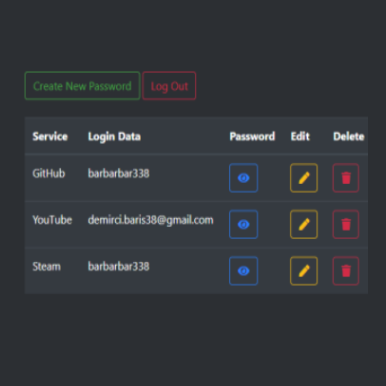 Create New Password Log Out
Service Login Data Password Edit Delete
GitHub barbarbar338
YouTube demirci.baris38@gmail.com
Steam barbarbar338